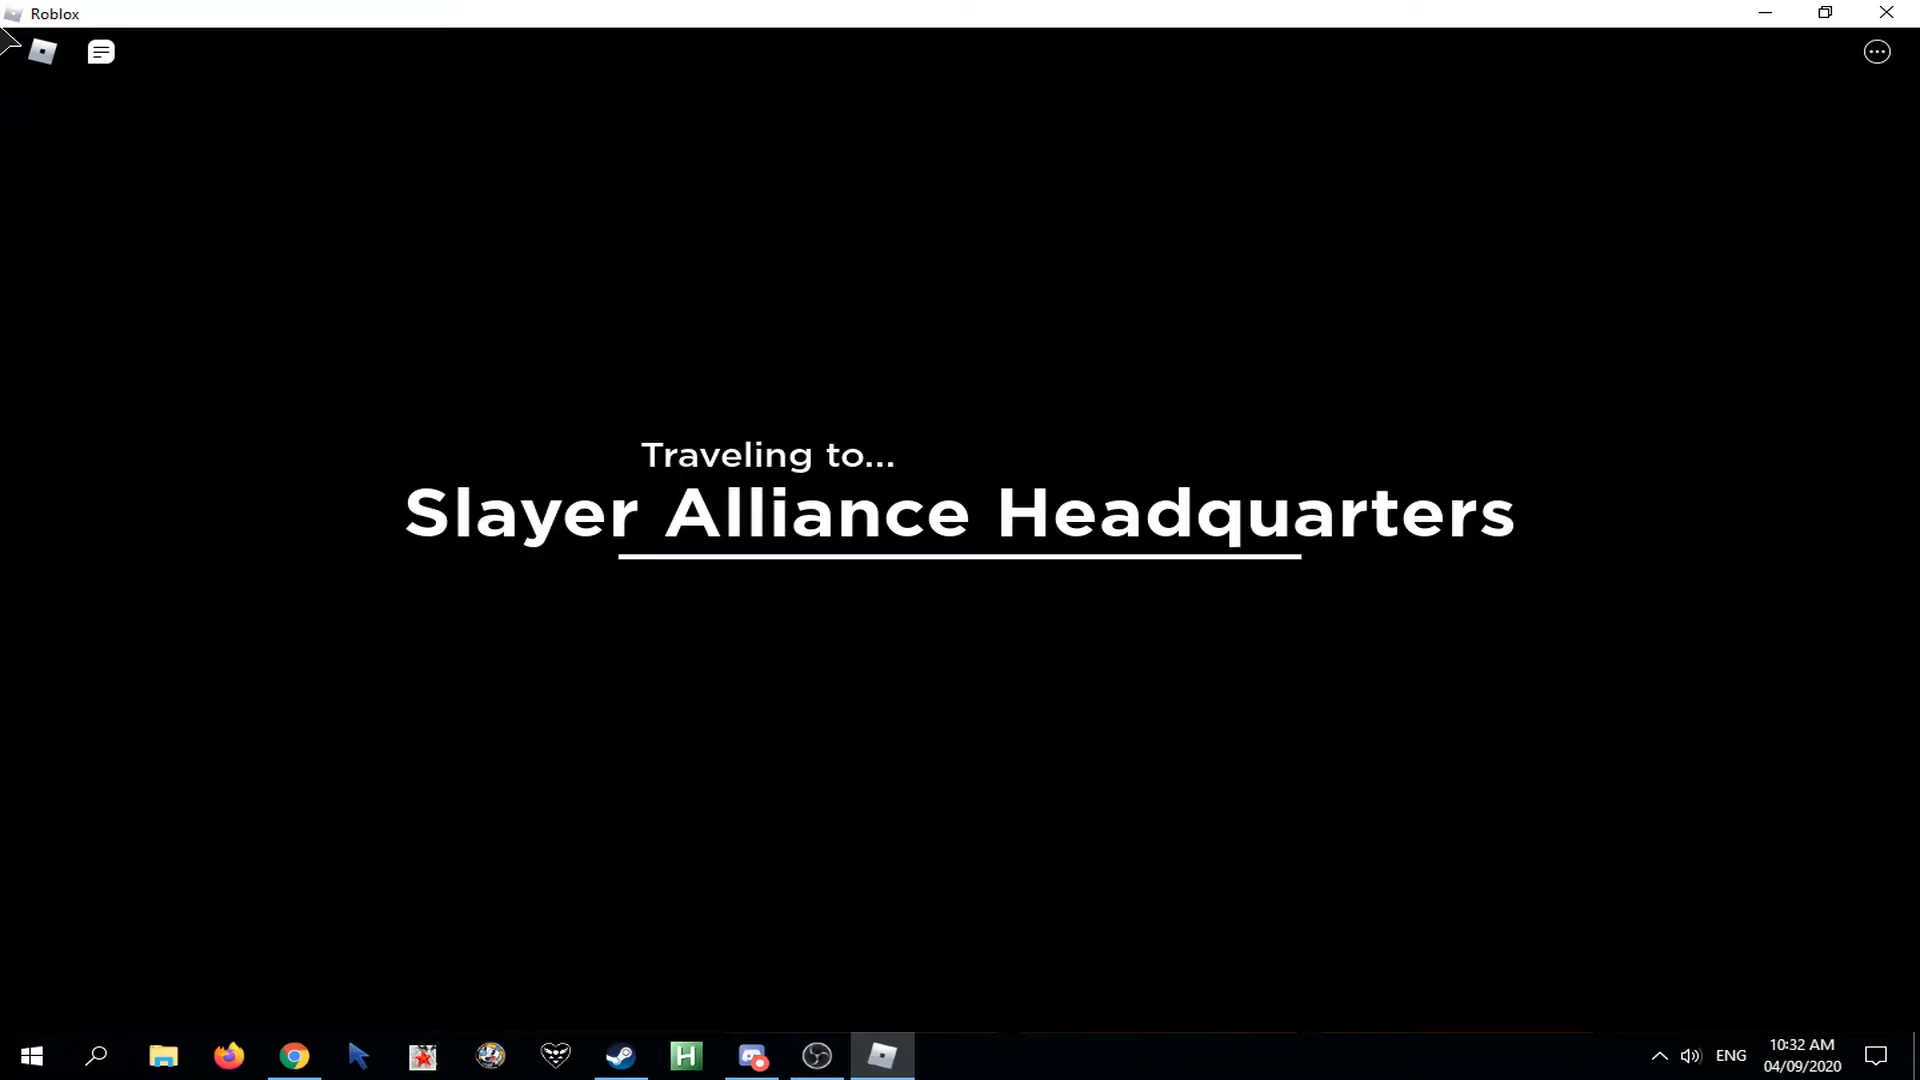 Roblox
Traveling to...
Slayer Alliance Headquarters
H
ENG
10:32 AM
04/09/2020